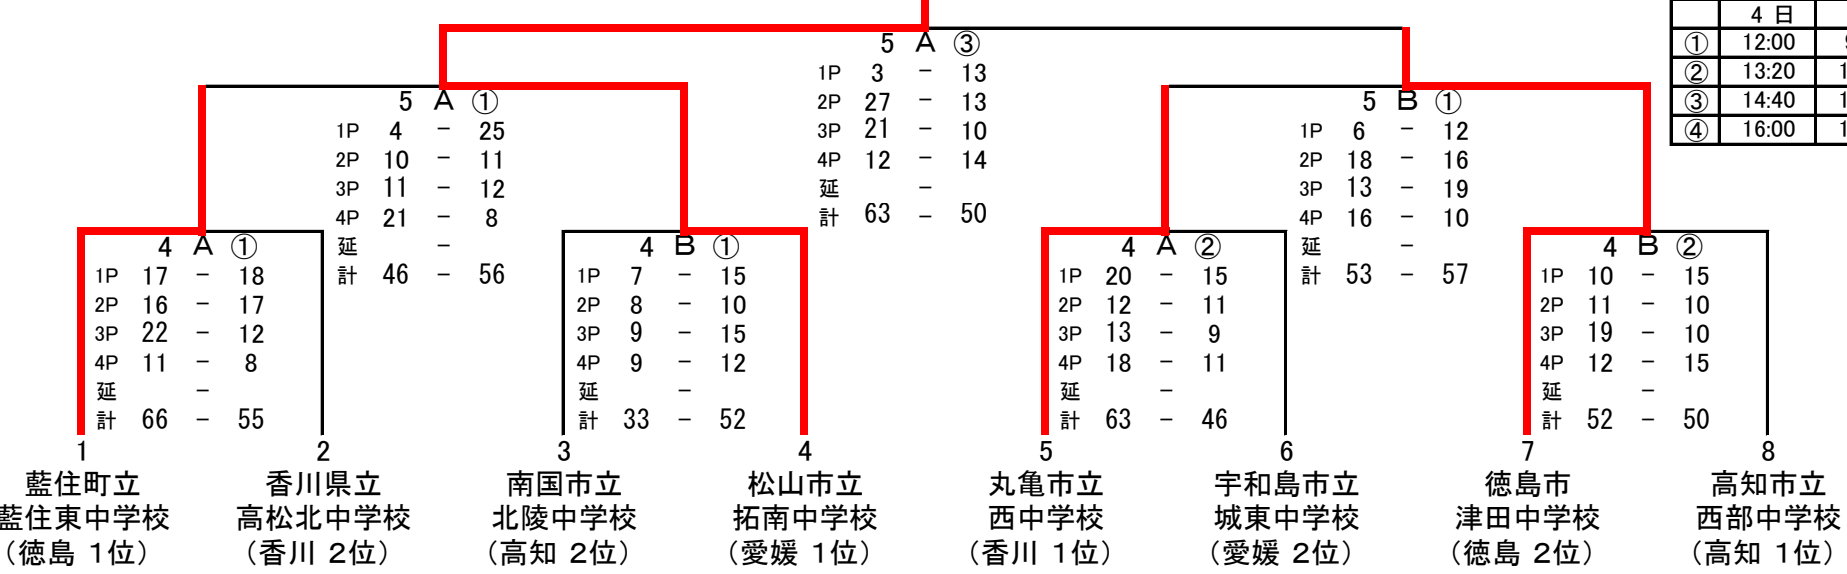 4 日
① 12:00
② 13:20
③ 14:40
④ 16:00
5 A ③
1P 3 － 13
2P 27 － 13
3P 21 － 10
4P 12 － 14
延 －
計 63 － 50
5 A ①
1P 4 － 25
2P 10 － 11
3P 11 － 12
4P 21 － 8
延 －
計 46 － 56
5 B ①
1P 6 － 12
2P 18 － 16
3P 13 － 19
4P 16 － 10
延 －
計 53 － 57
4 A ①
1P 17 － 18
2P 16 － 17
3P 22 － 12
4P 11 － 8
延 －
計 66 － 55
4 B ①
1P 7 － 15
2P 8 － 10
3P 9 － 15
4P 9 － 12
延 －
計 33 － 52
4 A ②
1P 20 － 15
2P 12 － 11
3P 13 － 9
4P 18 － 11
延 －
計 63 － 46
4 B ②
1P 10 － 15
2P 11 － 10
3P 19 － 10
4P 12 － 15
延 －
計 52 － 50
1
藍住町立
藍住東中学校
（徳島 1位）
2
香川県立
高松北中学校
（香川 2位）
3
南国市立
北陵中学校
（高知 2位）
4
松山市立
拓南中学校
（愛媛 1位）
5
丸亀市立
西中学校
（香川 1位）
6
宇和島市立
城東中学校
（愛媛 2位）
7
徳島市
津田中学校
（徳島 2位）
8
高知市立
西部中学校
（高知 1位）